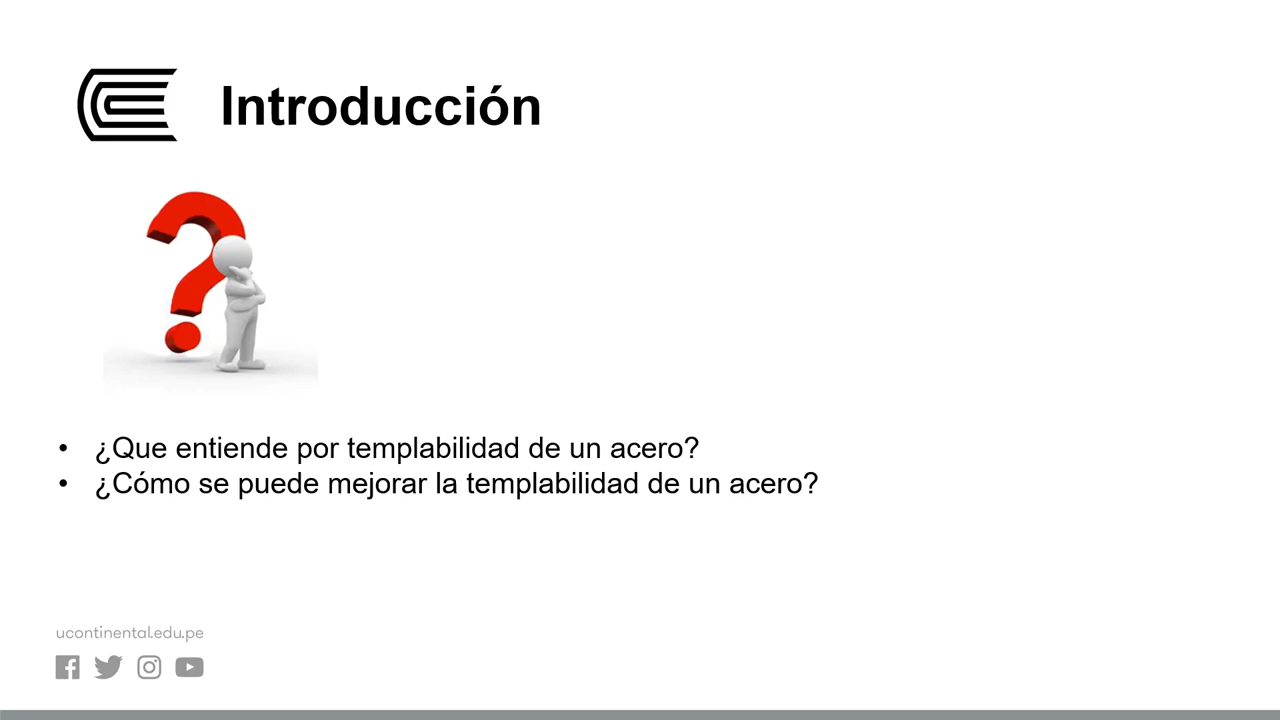 Introducción
• ¿Que entiende por templabilidad de un acero?
• ¿Cómo se puede mejorar la templabilidad de un acero?
ucontinental.edu.pe